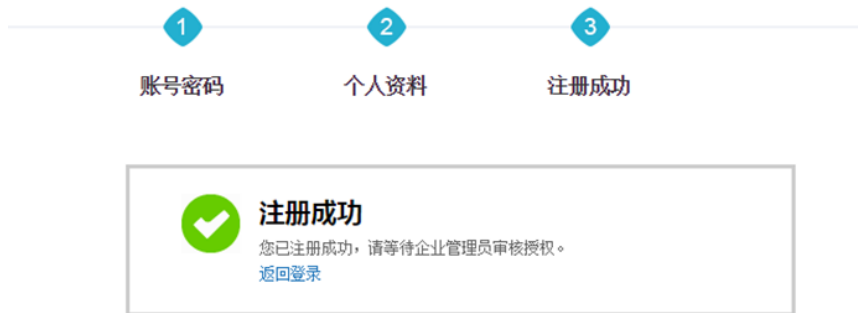 1 2 3
账号密码 个人资料 注册成功
注册成功
您已注册成功，请等待企业管理员审核授权。
返回登录